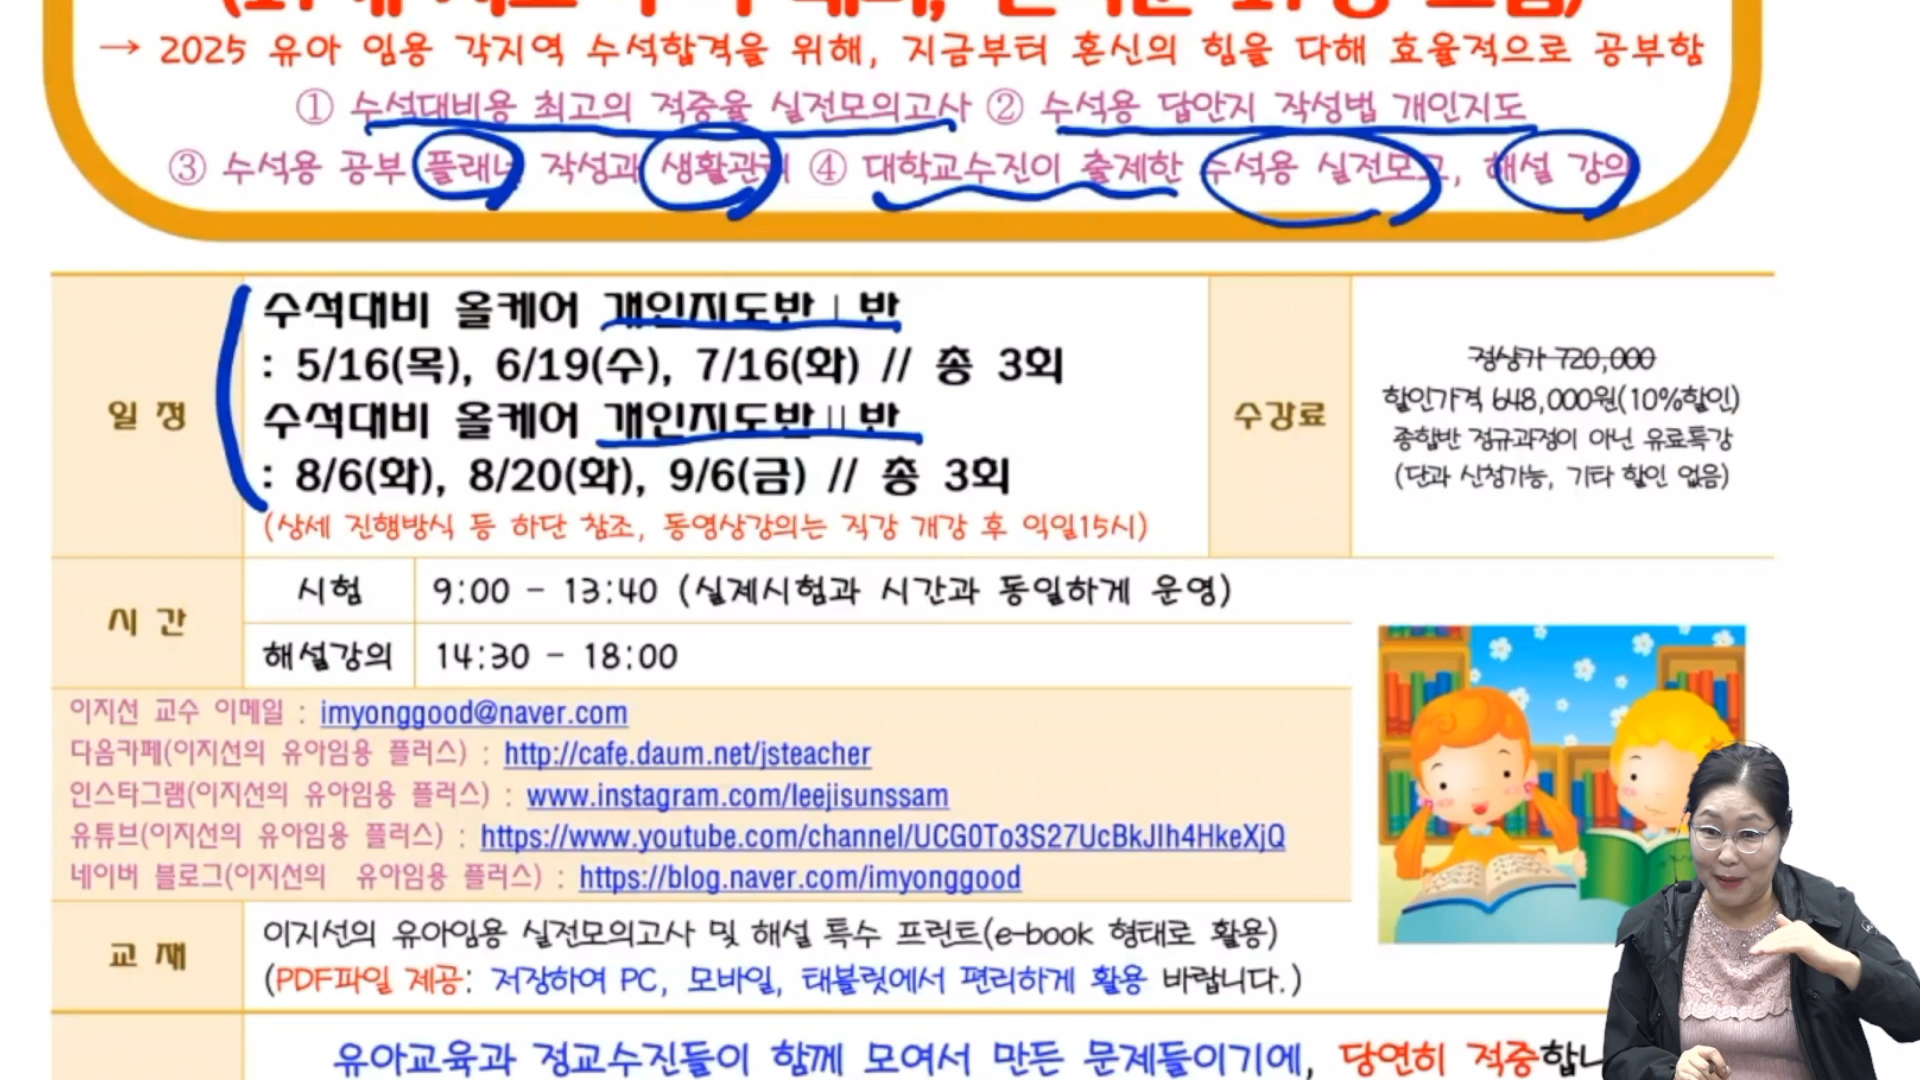 → 2025 유아 임용 각지역 수석합격을 위해, 지금부터 혼신의 힘을 다해 효율적으로 공부함
① 수석대비용 최고의 적중율 실전모의고사 ② 수석용 답안지 작성법 개인지도
③ 수석용 공부 플래너 작성과 생활관리 ④ 대학교수진이 출제한 수석용 실전모고, 해설 강의
일 정
수석대비 올케어 개인지도반Ⅰ반
: 5/16(목), 6/19(수), 7/16(화) // 총 3회
수석대비 올케어 개인지도반Ⅱ반
: 8/6(화), 8/20(화), 9/6(금) // 총 3회
(상세 진행방식 등 하단 참조, 동영상강의는 직강 개강 후 익일15시)
수강료
정상가 720,000
할인가격 648,000원(10%할인)
종합반 정규과정이 아닌 유료특강
(단과 신청가능, 기타 할인 없음)
시 간
시험
9:00 - 13:40 (실제시험과 시간과 동일하게 운영)
해설강의
14:30 - 18:00
이지선 교수 이메일 : imyonggood@naver.com
다음카페(이지선의 유아임용 플러스) : http://cafe.daum.net/jsteacher
인스타그램(이지선의 유아임용 플러스) : www.instagram.com/leejisunssam
유튜브(이지선의 유아임용 플러스) : https://www.youtube.com/channel/UCG0To3S27UcBkJIh4HkeXjQ
네이버 블로그(이지선의 유아임용 플러스) : https://blog.naver.com/imyonggood
교 재
이지선의 유아임용 실전모의고사 및 해설 특수 프린트(e-book 형태로 활용)
(PDF파일 제공: 저장하여 PC, 모바일, 태블릿에서 편리하게 활용 바랍니다.)
유아교육과 정교수진들이 함께 모여서 만든 문제들이기에, 당연히 적중합니